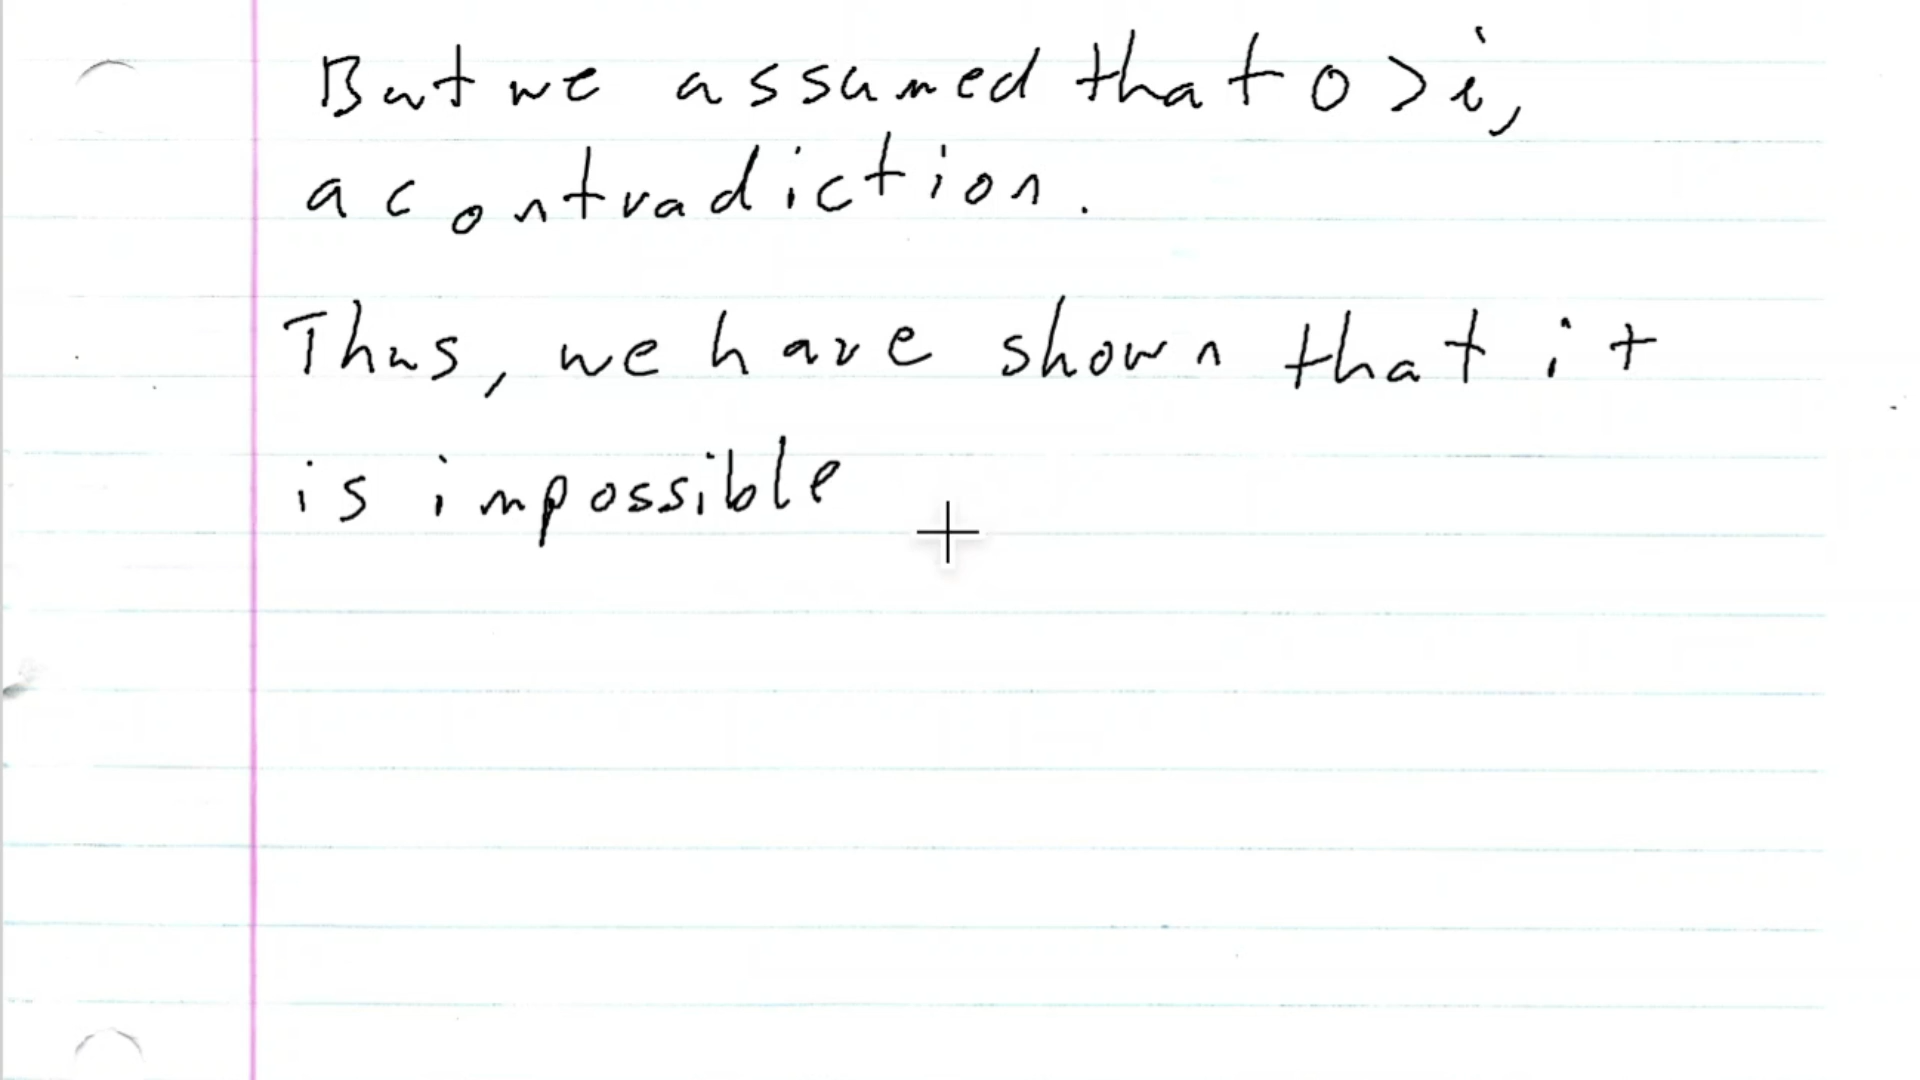 But we assumed that 0 > i,
a contradiction.
Thus, we have shown that it
is impossible